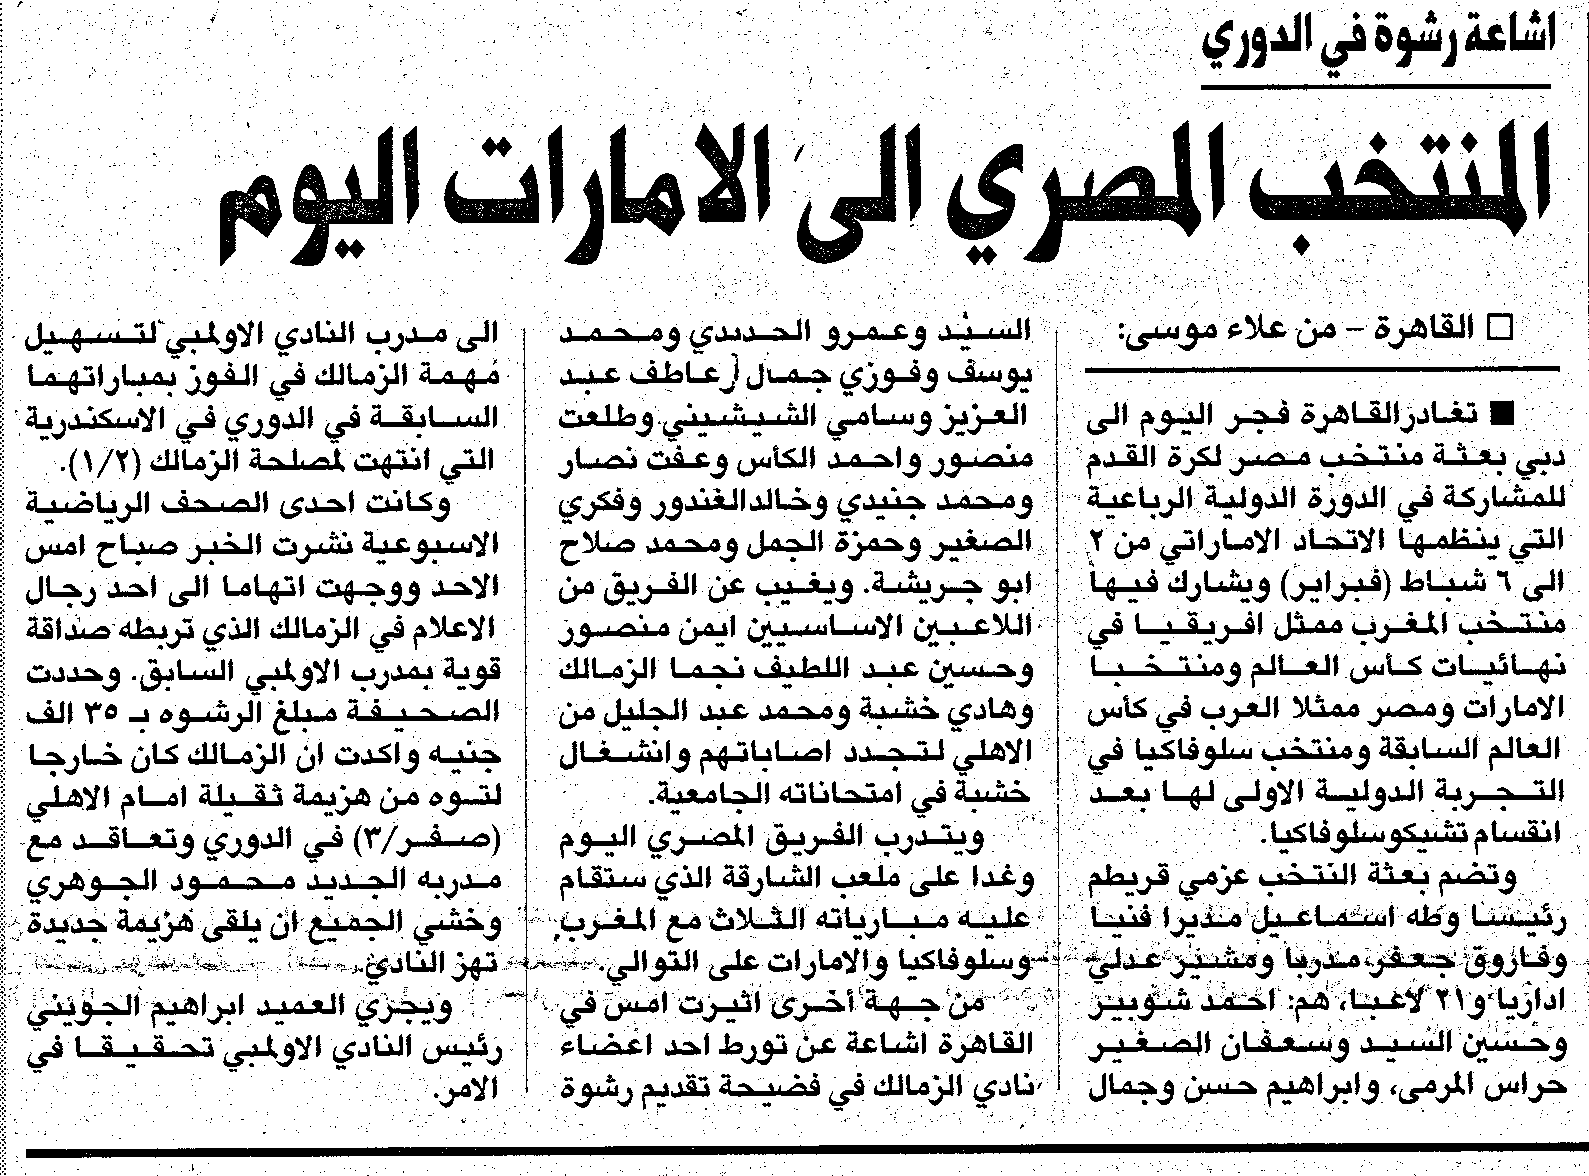 اشاعة رشوة في الدوري
المنتخب المصري الى الامارات اليوم
القاهرة – من علاء موسى:
تغادر القاهرة فجر اليوم الى
دبي بعثة منتخب مصر لكرة القدم
للمشاركة في الدورة الدولية الرباعية
التي ينظمها الاتحاد الاماراتي من ٢
الى ٦ شباط (فبراير) ويشارك فيها
منتخب المغرب ممثل افريقيا في
نهائيات كأس العالم ومنتخبا
الامارات ومصر ممثلا العرب في كأس
العالم السابقة ومنتخب سلوفاكيا في
التجربة الدولية الاولى لها بعد
انقسام تشيكوسلوفاكيا.
وتضم بعثة النتخب عزمي قريطم
رئيسا وطه اسماعيل مديرا فنيا
وفاروق جعفر مدربا ومشير عدلي
اداريا و٢١ لاعبا، هم: احمد شوبير
وحسين السيد وسعفان الصغير
حراس المرمى، وابراهيم حسن وجمال
السيد وعمرو الحديدي ومحمد
يوسف وفوزي جمال وعاطف عبد
العزيز وسامي الشيشيني وطلعت
منصور واحمد الكأس وعفت نصار
ومحمد جنيدي وخالد الغندور وفكري
الصغير وحمزة الجمل ومحمد صلاح
ابو جريشة. ويغيب عن الفريق من
اللاعبين الاساسيين ايمن منصور
وحسين عبد اللطيف نجما الزمالك
وهادي خشبة ومحمد عبد الجليل من
الاهلي لتجدد اصاباتهم وانشغال
خشبة في امتحاناته الجامعية.
ويتدرب الفريق المصري اليوم
وغدا على ملعب الشارقة الذي ستقام
عليه مبارياته الثلاث مع المغرب
وسلوفاكيا والامارات على التوالي.
من جهة أخرى اثيرت امس في
القاهرة اشاعة عن تورط احد اعضاء
نادي الزمالك في فضيحة تقديم رشوة
الى مدرب النادي الاولمبي لتسهيل
مهمة الزمالك في الفوز بمباراتهما
السابقة في الدوري في الاسكندرية
التي انتهت لمصلحة الزمالك (١/٢).
وكانت احدى الصحف الرياضية
الاسبوعية نشرت الخبر صباح امس
الاحد ووجهت اتهاما الى احد رجال
الاعلام في الزمالك الذي تربطه صداقة
قوية بمدرب الاولمبي السابق. وحددت
الصحيفة مبلغ الرشوه بـ ٣٥ الف
جنيه واكدت ان الزمالك كان خارجا
لتوه من هزيمة ثقيلة امام الاهلي
(صفر/٣) في الدوري وتعاقد مع
مدربه الجديد محمود الجوهري
وخشي الجميع ان يلقى هزيمة جديدة
تهز النادي.
ويجري العميد ابراهيم الجويني
رئيس النادي الاولمبي تحقيقا في
الامر.